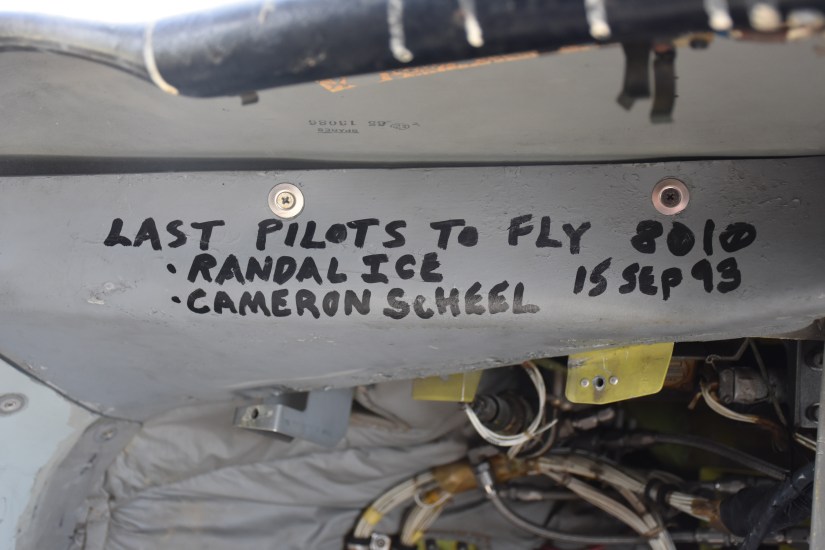 LAST PILOTS TO FLY 8010
• RANDAL ICE 15 SEP 93
• CAMERON ScHEEL